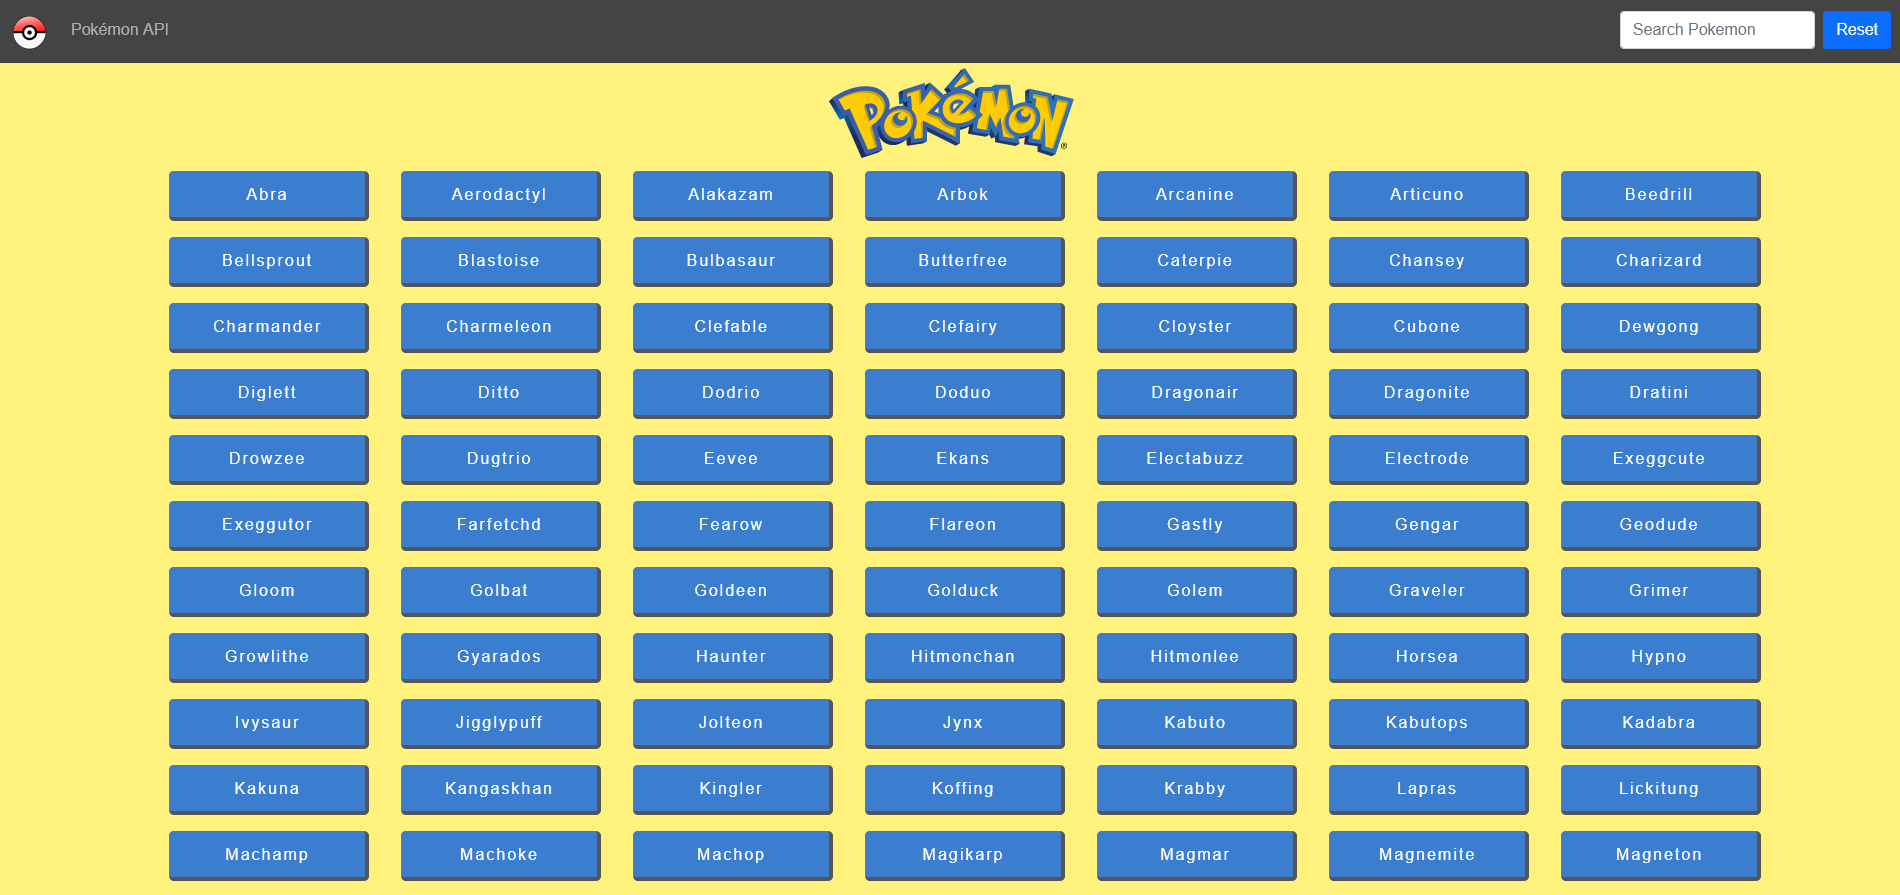 Pokémon API Search Pokemon Reset
POKéMON ®
Abra Aerodactyl Alakazam Arbok Arcanine Articuno Beedrill
Bellsprout Blastoise Bulbasaur Butterfree Caterpie Chansey Charizard
Charmander Charmeleon Clefable Clefairy Cloyster Cubone Dewgong
Diglett Ditto Dodrio Doduo Dragonair Dragonite Dratini
Drowzee Dugtrio Eevee Ekans Electabuzz Electrode Exeggcute
Exeggutor Farfetchd Fearow Flareon Gastly Gengar Geodude
Gloom Golbat Goldeen Golduck Golem Graveler Grimer
Growlithe Gyarados Haunter Hitmonchan Hitmonlee Horsea Hypno
Ivysaur Jigglypuff Jolteon Jynx Kabuto Kabutops Kadabra
Kakuna Kangaskhan Kingler Koffing Krabby Lapras Lickitung
Machamp Machoke Machop Magikarp Magmar Magnemite Magneton